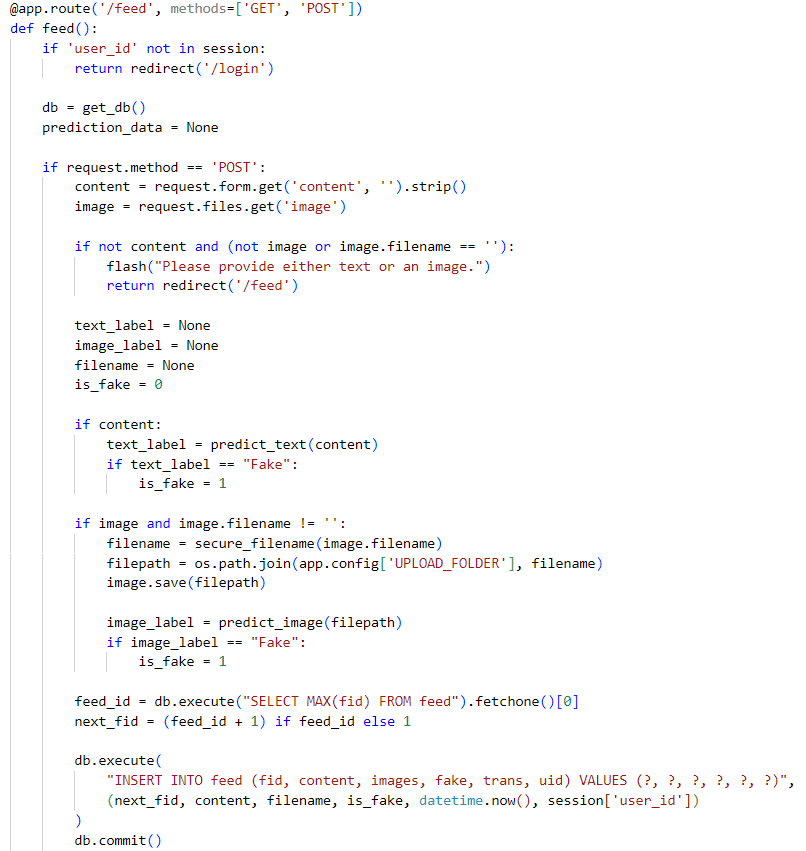 @app.route('/feed', methods=['GET', 'POST'])
def feed():
    if 'user_id' not in session:
        return redirect('/login')

    db = get_db()
    prediction_data = None

    if request.method == 'POST':
        content = request.form.get('content', '').strip()
        image = request.files.get('image')

        if not content and (not image or image.filename == ''):
            flash("Please provide either text or an image.")
            return redirect('/feed')

        text_label = None
        image_label = None
        filename = None
        is_fake = 0

        if content:
            text_label = predict_text(content)
            if text_label == "Fake":
                is_fake = 1

        if image and image.filename != '':
            filename = secure_filename(image.filename)
            filepath = os.path.join(app.config['UPLOAD_FOLDER'], filename)
            image.save(filepath)

            image_label = predict_image(filepath)
            if image_label == "Fake":
                is_fake = 1

        feed_id = db.execute("SELECT MAX(fid) FROM feed").fetchone()[0]
        next_fid = (feed_id + 1) if feed_id else 1

        db.execute(
            "INSERT INTO feed (fid, content, images, fake, trans, uid) VALUES (?, ?, ?, ?, ?, ?)",
            (next_fid, content, filename, is_fake, datetime.now(), session['user_id'])
        )
        db.commit()